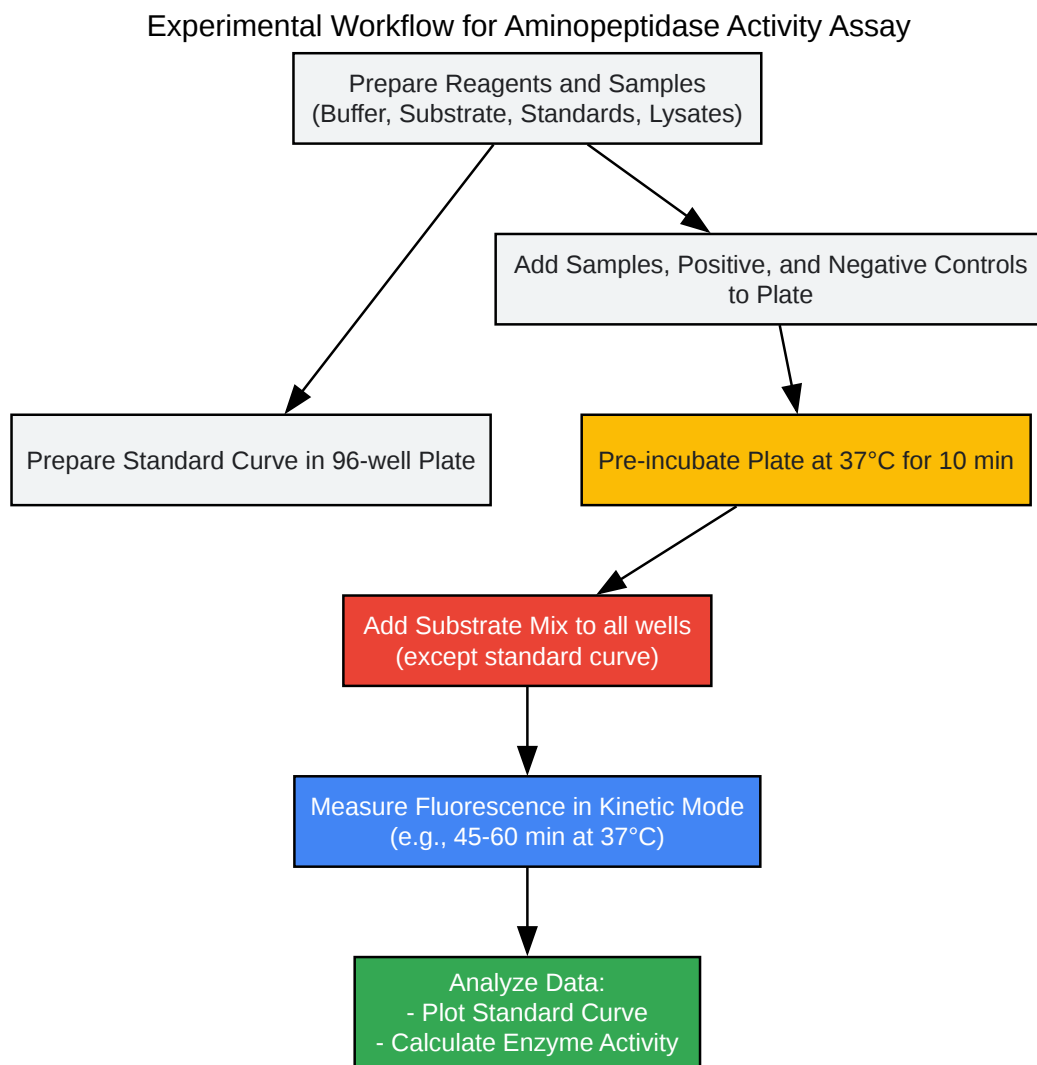 Experimental Workflow for Aminopeptidase Activity Assay
Prepare Reagents and Samples
(Buffer, Substrate, Standards, Lysates)
Add Samples, Positive, and Negative Controls
to Plate
Prepare Standard Curve in 96-well Plate
Pre-incubate Plate at 37°C for 10 min
Add Substrate Mix to all wells
(except standard curve)
Measure Fluorescence in Kinetic Mode
(e.g., 45-60 min at 37°C)
Analyze Data:
- Plot Standard Curve
- Calculate Enzyme Activity